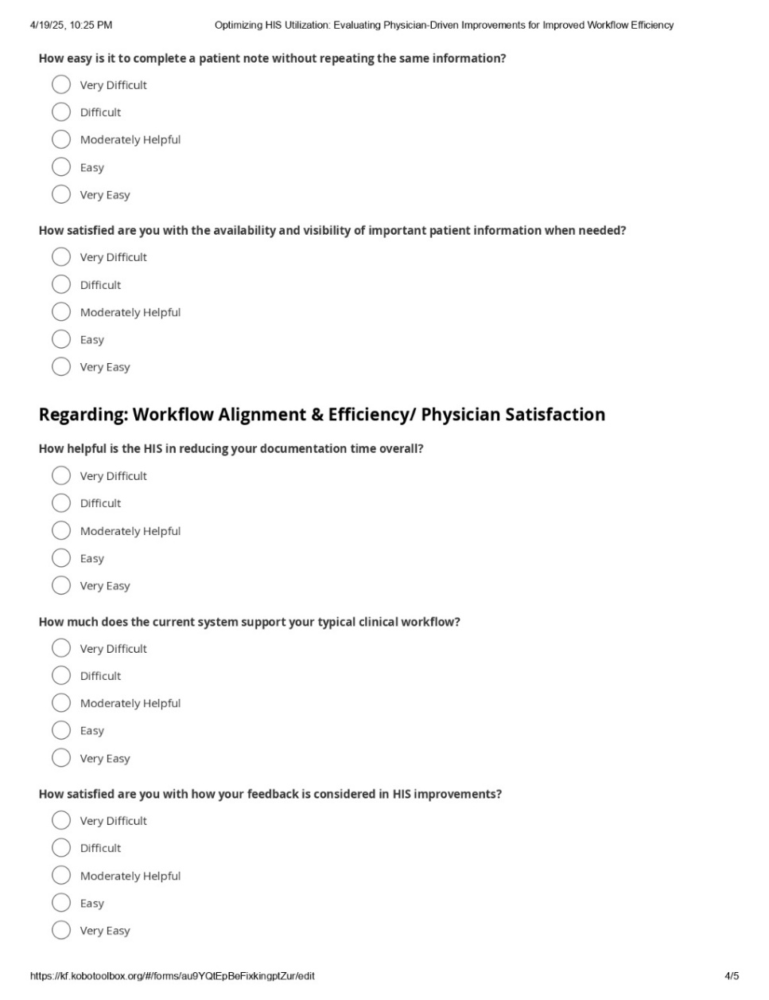 4/19/25, 10:25 PM Optimizing HIS Utilization: Evaluating Physician-Driven Improvements for Improved Workflow Efficiency
How easy is it to complete a patient note without repeating the same information?
Very Difficult
Difficult
Moderately Helpful
Easy
Very Easy
How satisfied are you with the availability and visibility of important patient information when needed?
Very Difficult
Difficult
Moderately Helpful
Easy
Very Easy
Regarding: Workflow Alignment & Efficiency/ Physician Satisfaction
How helpful is the HIS in reducing your documentation time overall?
Very Difficult
Difficult
Moderately Helpful
Easy
Very Easy
How much does the current system support your typical clinical workflow?
Very Difficult
Difficult
Moderately Helpful
Easy
Very Easy
How satisfied are you with how your feedback is considered in HIS improvements?
Very Difficult
Difficult
Moderately Helpful
Easy
Very Easy
https://kf.kobotoolbox.org/#/forms/au9YQtEpBeFixkingptZur/edit 4/5